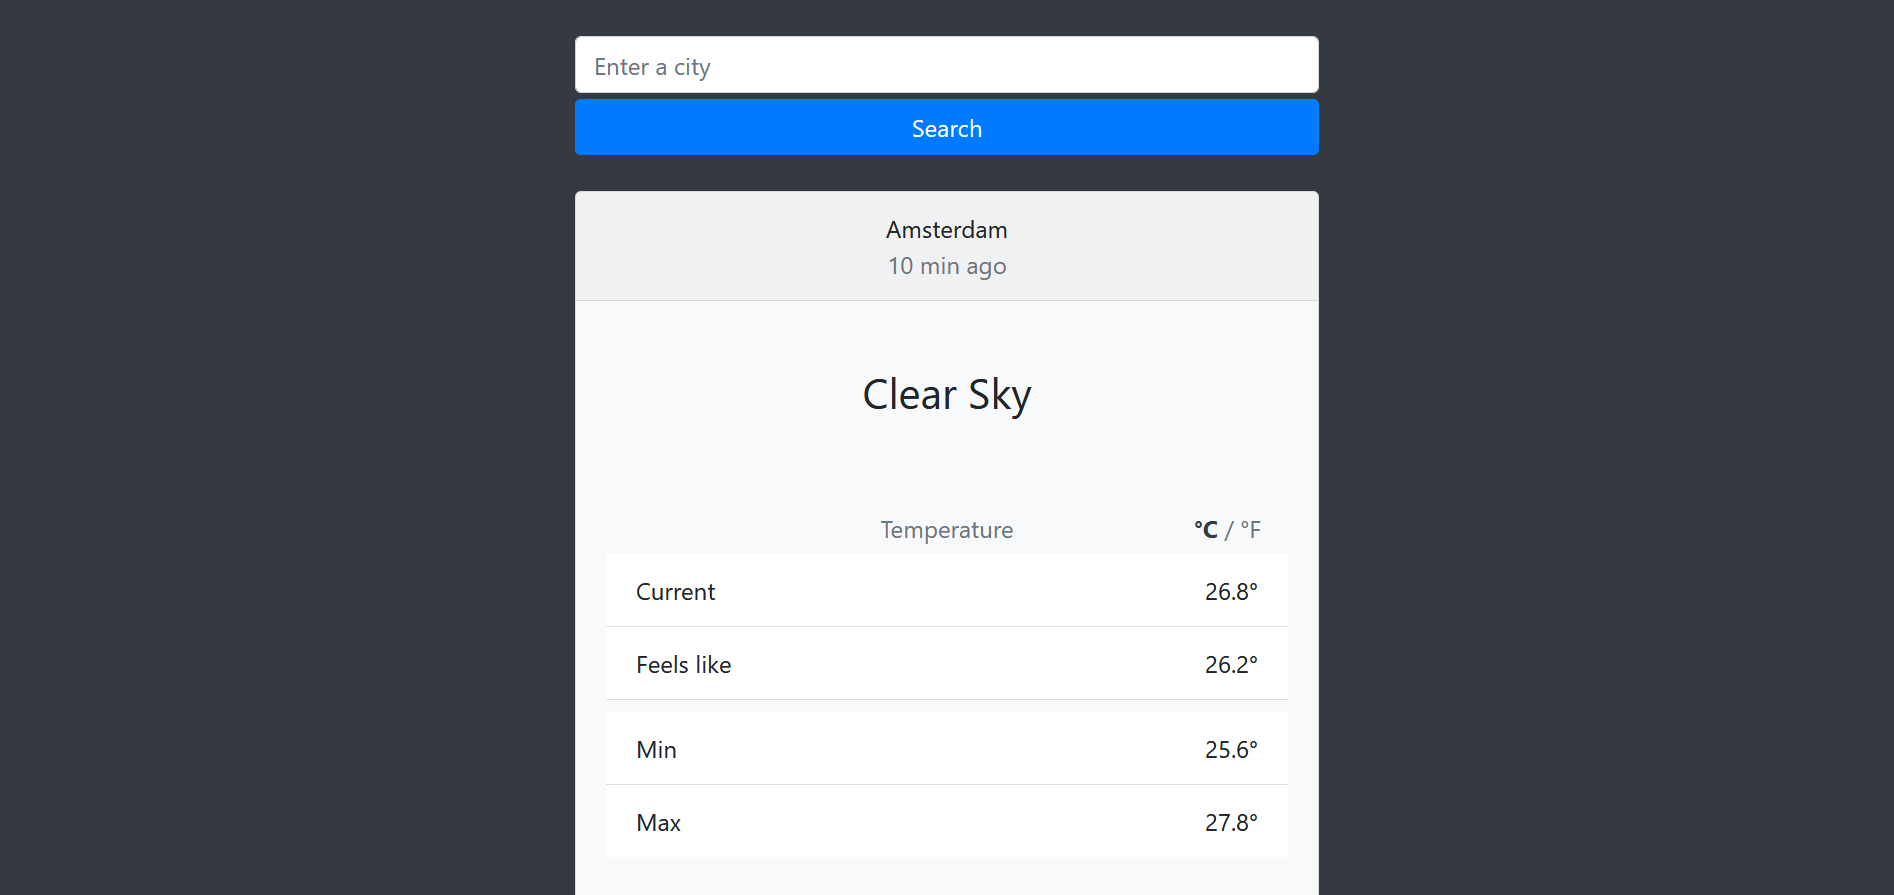 Enter a city
Search
Amsterdam
10 min ago
Clear Sky
Temperature °C / °F
Current 26.8°
Feels like 26.2°
Min 25.6°
Max 27.8°